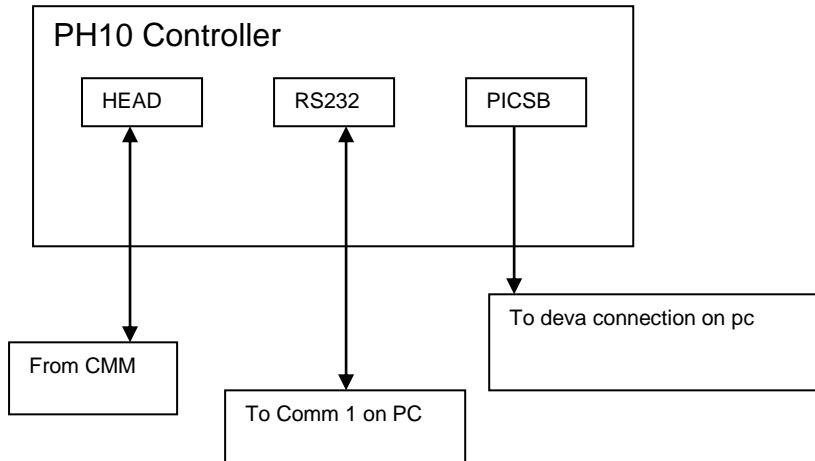 PH10 Controller
HEAD
RS232
PICSB
To deva connection on pc
From CMM
To Comm 1 on PC